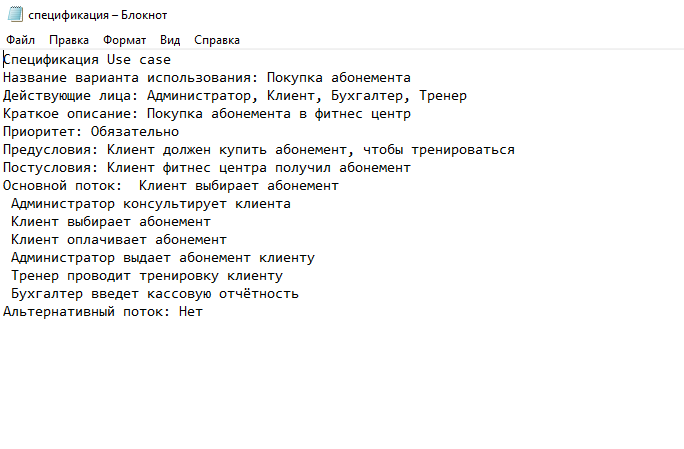 спецификация – Блокнот
Файл Правка Формат Вид Справка
Спецификация Use case
Название варианта использования: Покупка абонемента
Действующие лица: Администратор, Клиент, Бухгалтер, Тренер
Краткое описание: Покупка абонемента в фитнес центр
Приоритет: Обязательно
Предусловия: Клиент должен купить абонемент, чтобы тренироваться
Постусловия: Клиент фитнес центра получил абонемент
Основной поток:  Клиент выбирает абонемент
 Администратор консультирует клиента
 Клиент выбирает абонемент
 Клиент оплачивает абонемент
 Администратор выдает абонемент клиенту
 Тренер проводит тренировку клиенту
 Бухгалтер введет кассовую отчётность
Альтернативный поток: Нет